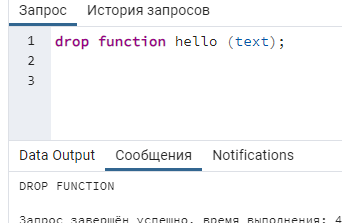 Запрос История запросов
1 drop function hello (text);
2
3
Data Output Сообщения Notifications
DROP FUNCTION
Запрос завершён успешно, время выполнения: 4